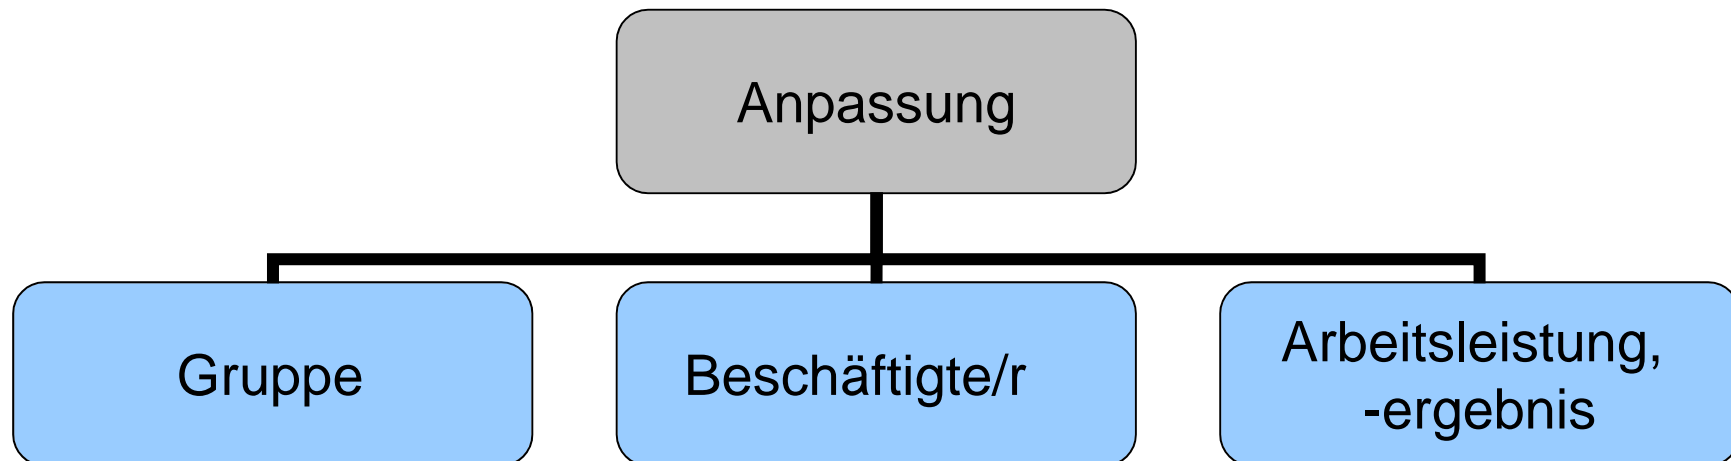 Anpassung
Gruppe
Beschäftigte/r
Arbeitsleistung,
-ergebnis